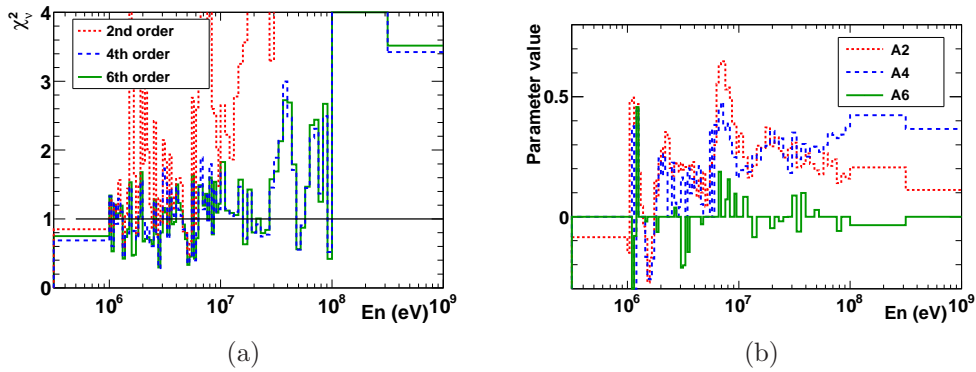 χ²ᵥ
4
3
2
1
0
2nd order
4th order
6th order
10⁶ 10⁷ 10⁸ 10⁹
En (eV)
(a)
Parameter value
0.5
0
A2
A4
A6
10⁶ 10⁷ 10⁸ 10⁹
En (eV)
(b)